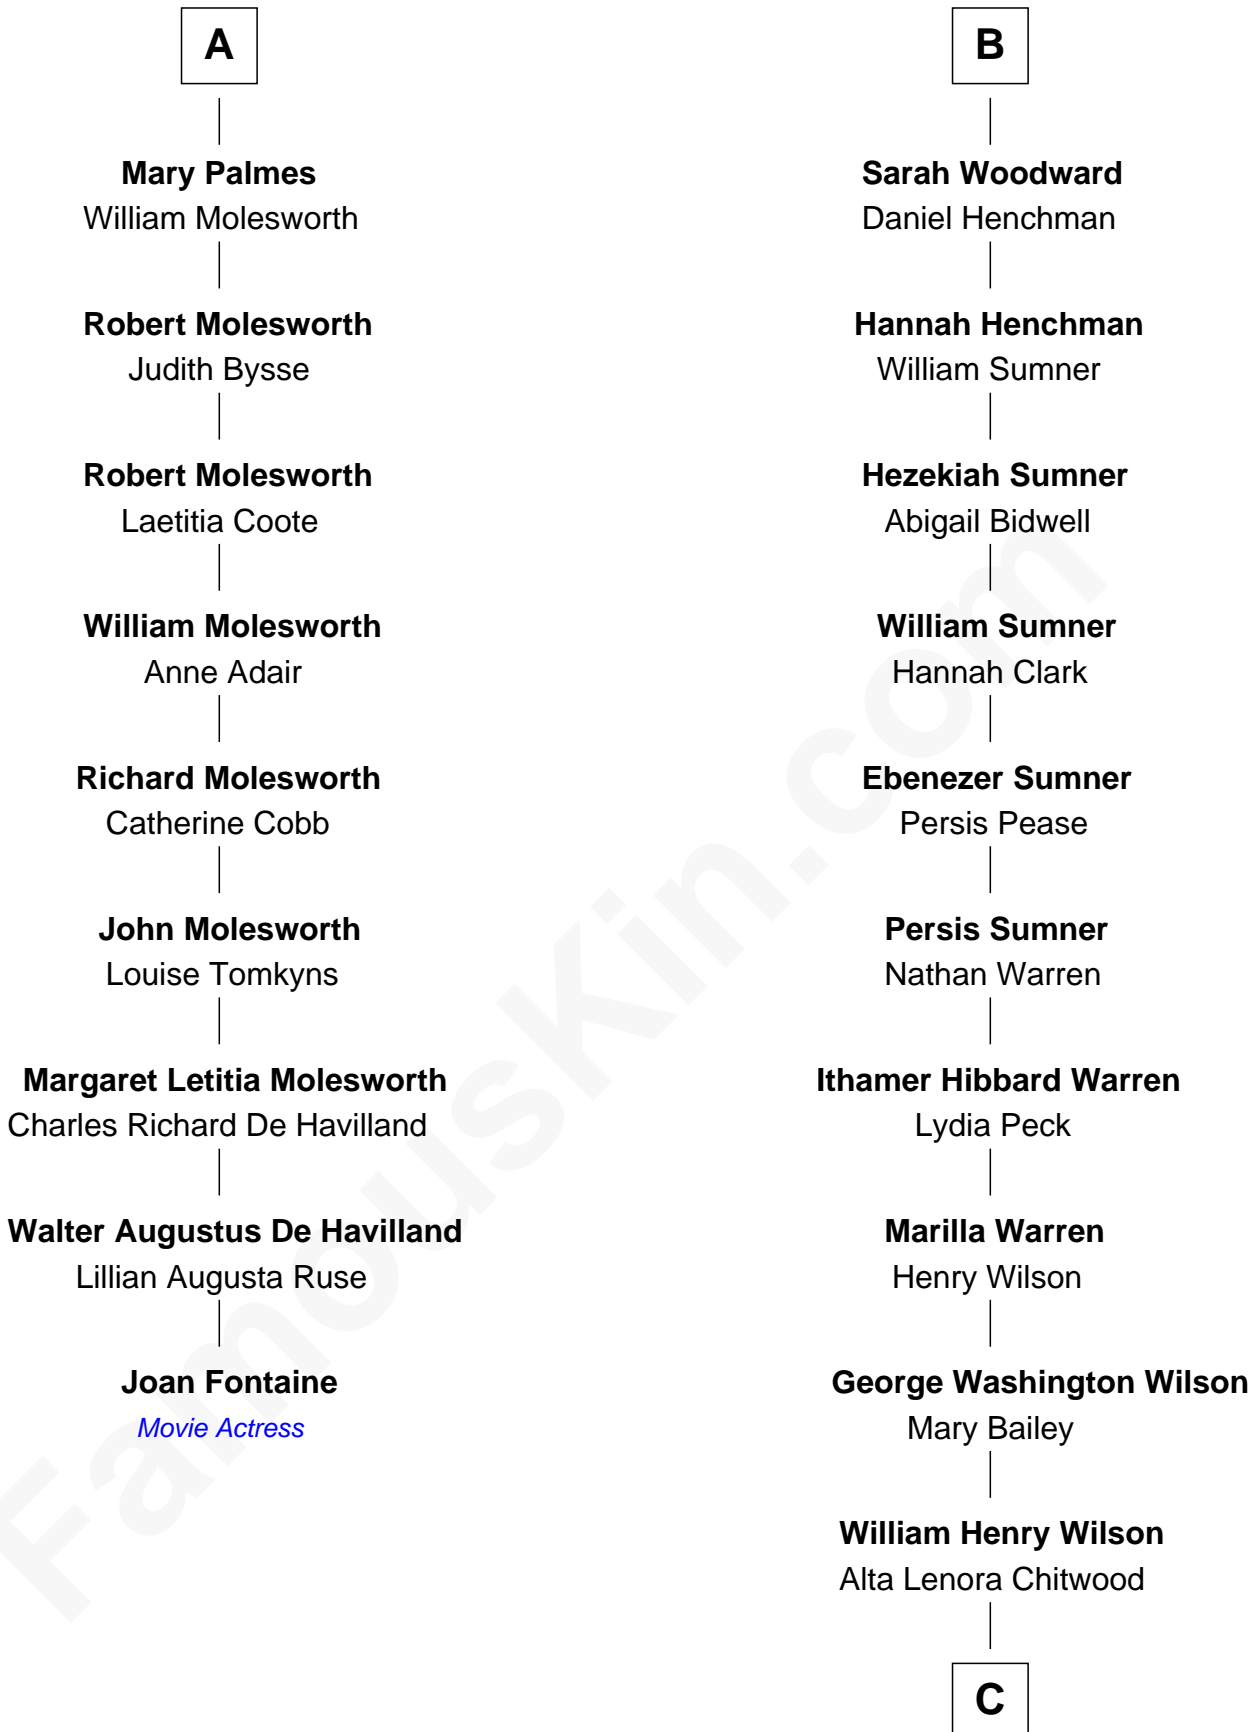 A
Mary Palmes
William Molesworth
Robert Molesworth
Judith Bysse
Robert Molesworth
Laetitia Coote
William Molesworth
Anne Adair
Richard Molesworth
Catherine Cobb
John Molesworth
Louise Tomkyns
Margaret Letitia Molesworth
Charles Richard De Havilland
Walter Augustus De Havilland
Lillian Augusta Ruse
Joan Fontaine
Movie Actress
B
Sarah Woodward
Daniel Henchman
Hannah Henchman
William Sumner
Hezekiah Sumner
Abigail Bidwell
William Sumner
Hannah Clark
Ebenezer Sumner
Persis Pease
Persis Sumner
Nathan Warren
Ithamer Hibbard Warren
Lydia Peck
Marilla Warren
Henry Wilson
George Washington Wilson
Mary Bailey
William Henry Wilson
Alta Lenora Chitwood
C
FamousKin.com